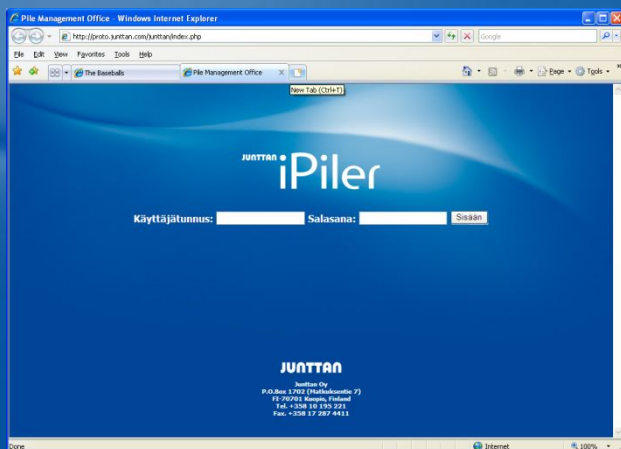 Pile Management Office - Windows Internet Explorer
http://proto.junttan.com/junttan/index.php
Google
File Edit View Favorites Tools Help
The Baseballs
Pile Management Office
Page Tools
New Tab (Ctrl+T)
JUNTTAN iPiler
Käyttäjätunnus: Salasana: Sisään
JUNTTAN
Junttan Oy
P.O.Box 1702 (Matkuksentie 7)
FI-70701 Kuopio, Finland
Tel. +358 10 195 221
Fax. +358 17 287 4411
Done Internet 100%